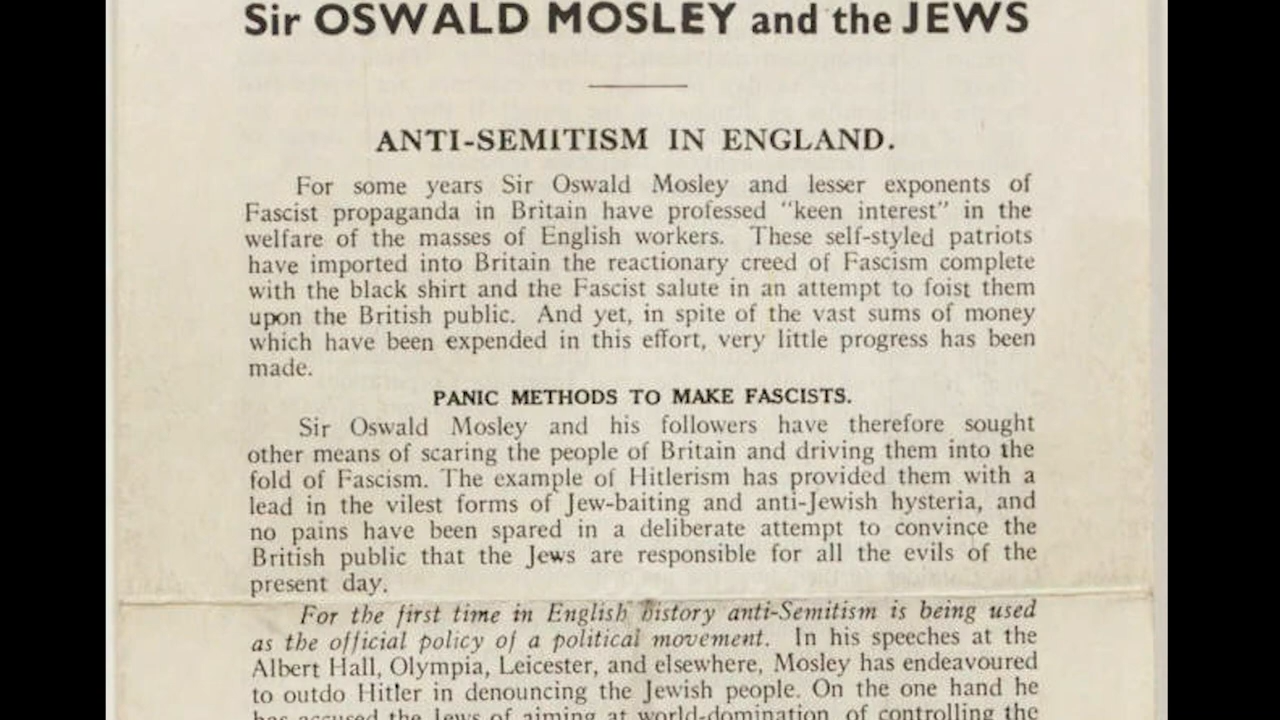 Sir OSWALD MOSLEY and the JEWS
ANTI-SEMITISM IN ENGLAND.
For some years Sir Oswald Mosley and lesser exponents of
Fascist propaganda in Britain have professed "keen interest" in the
welfare of the masses of English workers. These self-styled patriots
have imported into Britain the reactionary creed of Fascism complete
with the black shirt and the Fascist salute in an attempt to foist them
upon the British public. And yet, in spite of the vast sums of money
which have been expended in this effort, very little progress has been
made.
PANIC METHODS TO MAKE FASCISTS.
Sir Oswald Mosley and his followers have therefore sought
other means of scaring the people of Britain and driving them into the
fold of Fascism. The example of Hitlerism has provided them with a
lead in the vilest forms of Jew-baiting and anti-Jewish hysteria, and
no pains have been spared in a deliberate attempt to convince the
British public that the Jews are responsible for all the evils of the
present day.
For the first time in English history anti-Semitism is being used
as the official policy of a political movement. In his speeches at the
Albert Hall, Olympia, Leicester, and elsewhere, Mosley has endeavoured
to outdo Hitler in denouncing the Jewish people. On the one hand he
has accused the Jews of aiming at world-domination, of controlling the